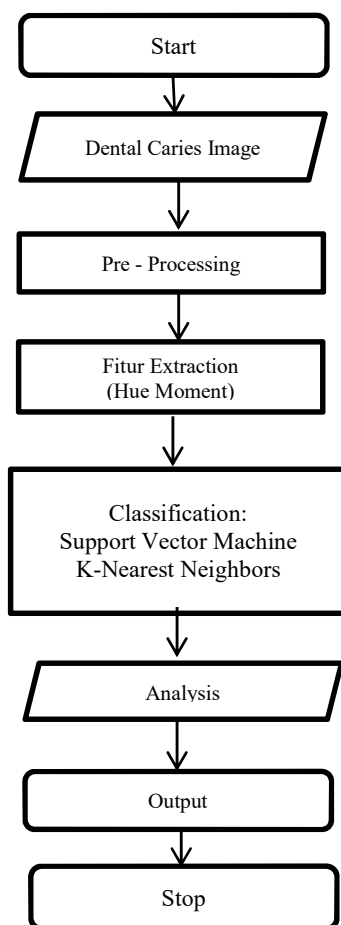 Start
Dental Caries Image
Pre - Processing
Fitur Extraction
(Hue Moment)
Classification:
Support Vector Machine
K-Nearest Neighbors
Analysis
Output
Stop